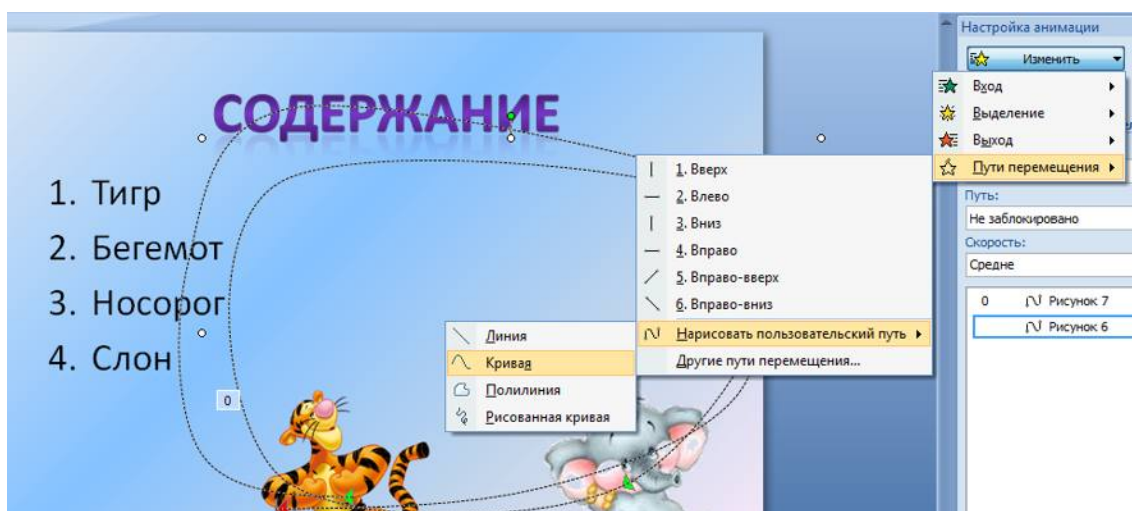 СОДЕРЖАНИЕ
1. Тигр
2. Бегемот
3. Носорог
4. Слон
0
Линия
Кривая
Полилиния
Рисованная кривая
1. Вверх
2. Влево
3. Вниз
4. Вправо
5. Вправо-вверх
6. Вправо-вниз
Нарисовать пользовательский путь
Другие пути перемещения...
Настройка анимации
Изменить
Вход
Выделение
Выход
Пути перемещения
Путь:
Не заблокировано
Скорость:
Средне
0 Рисунок 7
Рисунок 6